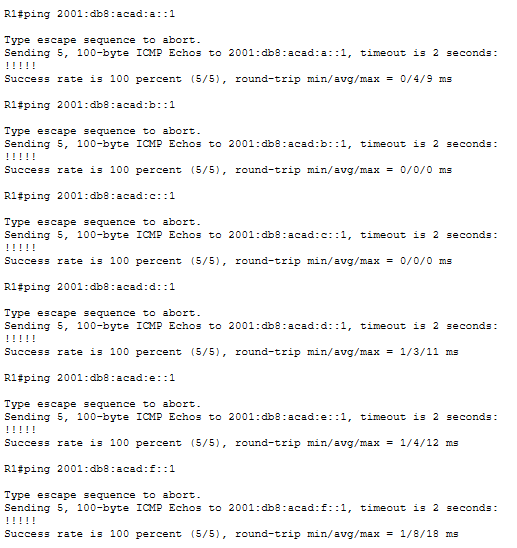 R1#ping 2001:db8:acad:a::1
Type escape sequence to abort.
Sending 5, 100-byte ICMP Echos to 2001:db8:acad:a::1, timeout is 2 seconds:
!!!!!
Success rate is 100 percent (5/5), round-trip min/avg/max = 0/4/9 ms
R1#ping 2001:db8:acad:b::1
Type escape sequence to abort.
Sending 5, 100-byte ICMP Echos to 2001:db8:acad:b::1, timeout is 2 seconds:
!!!!!
Success rate is 100 percent (5/5), round-trip min/avg/max = 0/0/0 ms
R1#ping 2001:db8:acad:c::1
Type escape sequence to abort.
Sending 5, 100-byte ICMP Echos to 2001:db8:acad:c::1, timeout is 2 seconds:
!!!!!
Success rate is 100 percent (5/5), round-trip min/avg/max = 0/0/0 ms
R1#ping 2001:db8:acad:d::1
Type escape sequence to abort.
Sending 5, 100-byte ICMP Echos to 2001:db8:acad:d::1, timeout is 2 seconds:
!!!!!
Success rate is 100 percent (5/5), round-trip min/avg/max = 1/3/11 ms
R1#ping 2001:db8:acad:e::1
Type escape sequence to abort.
Sending 5, 100-byte ICMP Echos to 2001:db8:acad:e::1, timeout is 2 seconds:
!!!!!
Success rate is 100 percent (5/5), round-trip min/avg/max = 1/4/12 ms
R1#ping 2001:db8:acad:f::1
Type escape sequence to abort.
Sending 5, 100-byte ICMP Echos to 2001:db8:acad:f::1, timeout is 2 seconds:
!!!!!
Success rate is 100 percent (5/5), round-trip min/avg/max = 1/8/18 ms